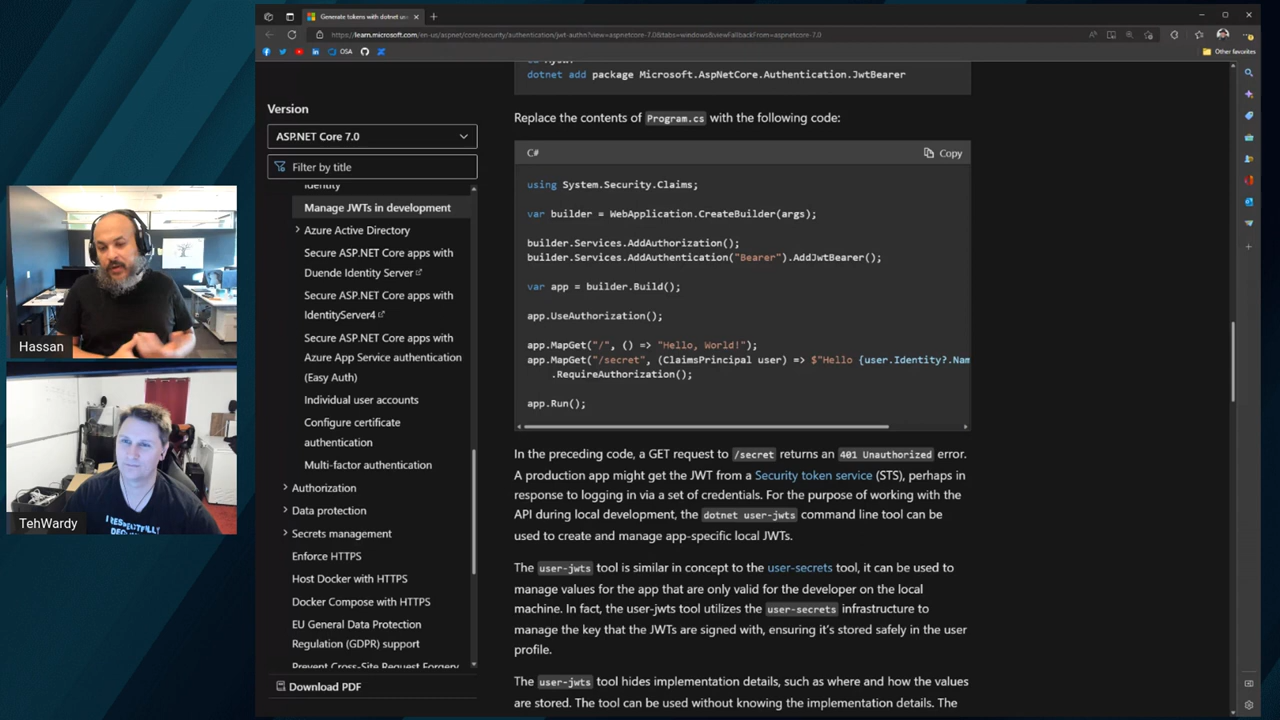 Generate tokens with dotnet us
https://learn.microsoft.com/en-us/aspnet/core/security/authentication/jwt-authn?view=aspnetcore-7.0&tabs=windows&viewFallbackFrom=aspnetcore-7.0
OSA
Other favorites
Version
ASP.NET Core 7.0
Filter by title
Identity
Manage JWTs in development
Azure Active Directory
Secure ASP.NET Core apps with
Duende Identity Server
Secure ASP.NET Core apps with
IdentityServer4
Secure ASP.NET Core apps with
Azure App Service authentication
(Easy Auth)
Individual user accounts
Configure certificate
authentication
Multi-factor authentication
Authorization
Data protection
Secrets management
Enforce HTTPS
Host Docker with HTTPS
Docker Compose with HTTPS
EU General Data Protection
Regulation (GDPR) support
Prevent Cross-Site Request Forgery
Download PDF
dotnet add package Microsoft.AspNetCore.Authentication.JwtBearer
Replace the contents of Program.cs with the following code:
C#
Copy
using System.Security.Claims;
var builder = WebApplication.CreateBuilder(args);
builder.Services.AddAuthorization();
builder.Services.AddAuthentication("Bearer").AddJwtBearer();
var app = builder.Build();
app.UseAuthorization();
app.MapGet("/", () => "Hello, World!");
app.MapGet("/secret", (ClaimsPrincipal user) => $"Hello {user.Identity?.Nam
.RequireAuthorization();
app.Run();
In the preceding code, a GET request to /secret returns an 401 Unauthorized error.
A production app might get the JWT from a Security token service (STS), perhaps in
response to logging in via a set of credentials. For the purpose of working with the
API during local development, the dotnet user-jwts command line tool can be
used to create and manage app-specific local JWTs.
The user-jwts tool is similar in concept to the user-secrets tool, it can be used to
manage values for the app that are only valid for the developer on the local
machine. In fact, the user-jwts tool utilizes the user-secrets infrastructure to
manage the key that the JWTs are signed with, ensuring it's stored safely in the user
profile.
The user-jwts tool hides implementation details, such as where and how the values
are stored. The tool can be used without knowing the implementation details. The
Hassan
TehWardy
I RESPECTFULLY